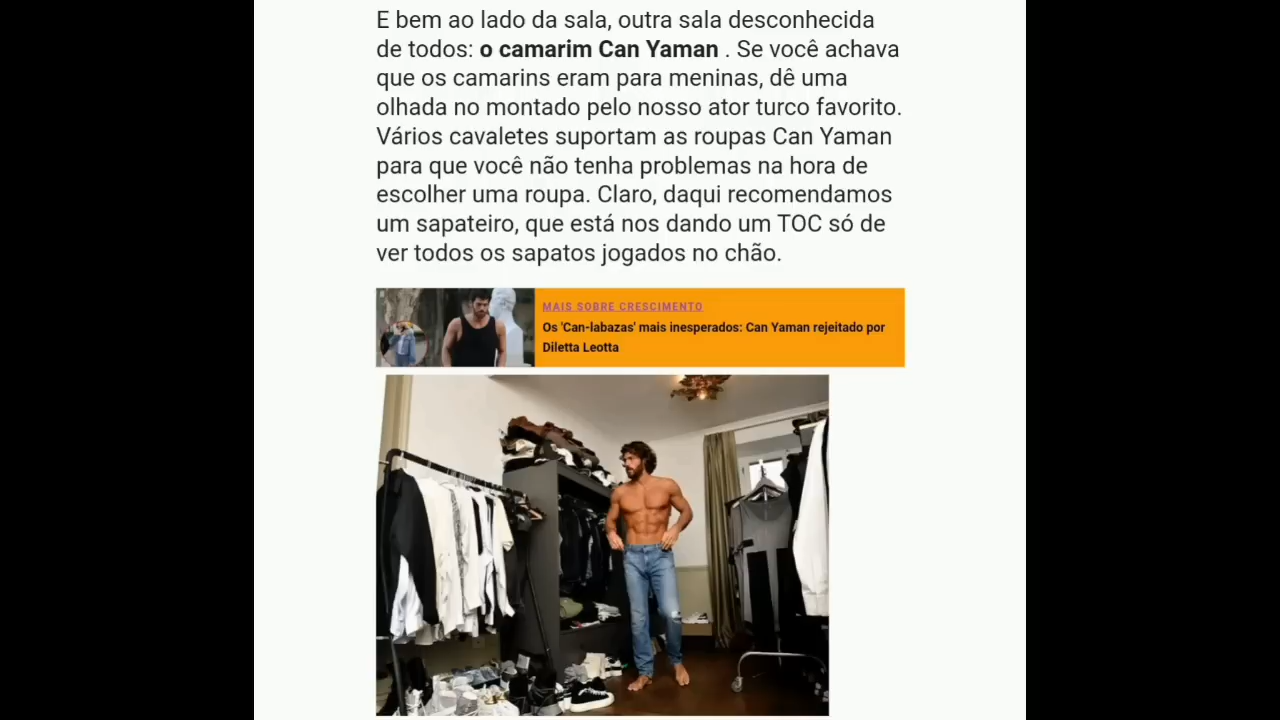 E bem ao lado da sala, outra sala desconhecida
de todos: o camarim Can Yaman . Se você achava
que os camarins eram para meninas, dê uma
olhada no montado pelo nosso ator turco favorito.
Vários cavaletes suportam as roupas Can Yaman
para que você não tenha problemas na hora de
escolher uma roupa. Claro, daqui recomendamos
um sapateiro, que está nos dando um TOC só de
ver todos os sapatos jogados no chão.
MAIS SOBRE CRESCIMENTO
Os 'Can-labazas' mais inesperados: Can Yaman rejeitado por
Diletta Leotta